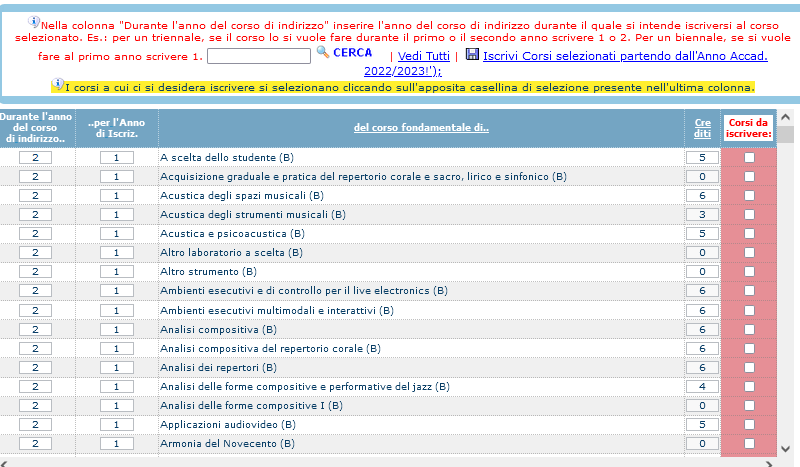 Nella colonna "Durante l'anno del corso di indirizzo" inserire l'anno del corso di indirizzo durante il quale si intende iscriversi al corso
selezionato. Es.: per un triennale, se il corso lo si vuole fare durante il primo o il secondo anno scrivere 1 o 2. Per un biennale, se si vuole
fare al primo anno scrivere 1. CERCA | Vedi Tutti | Iscrivi Corsi selezionati partendo dall'Anno Accad.
2022/2023!');
I corsi a cui ci si desidera iscrivere si selezionano cliccando sull'apposita casellina di selezione presente nell'ultima colonna.
Durante l'anno
del corso
di indirizzo..
..per l'Anno
di Iscriz.
del corso fondamentale di..
Cre
diti
Corsi da
iscrivere:
2 1 A scelta dello studente (B) 5
2 1 Acquisizione graduale e pratica del repertorio corale e sacro, lirico e sinfonico (B) 0
2 1 Acustica degli spazi musicali (B) 6
2 1 Acustica degli strumenti musicali (B) 3
2 1 Acustica e psicoacustica (B) 5
2 1 Altro laboratorio a scelta (B) 0
2 1 Altro strumento (B) 0
2 1 Ambienti esecutivi e di controllo per il live electronics (B) 6
2 1 Ambienti esecutivi multimodali e interattivi (B) 6
2 1 Analisi compositiva (B) 6
2 1 Analisi compositiva del repertorio corale (B) 6
2 1 Analisi dei repertori (B) 6
2 1 Analisi delle forme compositive e performative del jazz (B) 4
2 1 Analisi delle forme compositive I (B) 0
2 1 Applicazioni audiovideo (B) 5
2 1 Armonia del Novecento (B) 0